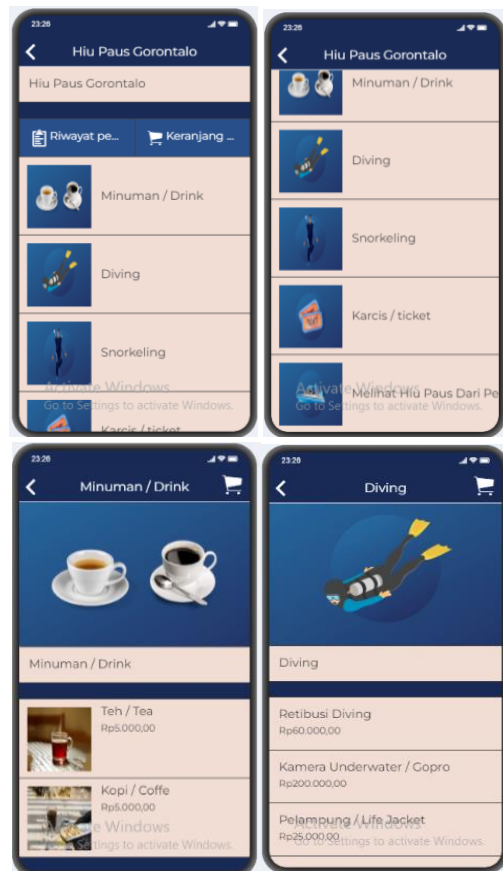 23:26
Hiu Paus Gorontalo
Hiu Paus Gorontalo
Riwayat pe...
Keranjang ...
Minuman / Drink
Diving
Snorkeling
Activate Windows
Go to Settings to activate Windows.
Karcis / ticket
23:26
Hiu Paus Gorontalo
Minuman / Drink
Diving
Snorkeling
Karcis / ticket
Melihat Hiu Paus Dari Pe
Activate Windows
Go to Settings to activate Windows.
23:26
Minuman / Drink
Minuman / Drink
Teh / Tea
Rp5.000,00
Kopi / Coffe
Rp5.000,00
Activate Windows
Go to Settings to activate Windows.
23:26
Diving
Diving
Retibusi Diving
Rp60.000,00
Kamera Underwater / Gopro
Rp200.000,00
Pelampung / Life Jacket
Rp25.000,00
Activate Windows
Go to Settings to activate Windows.